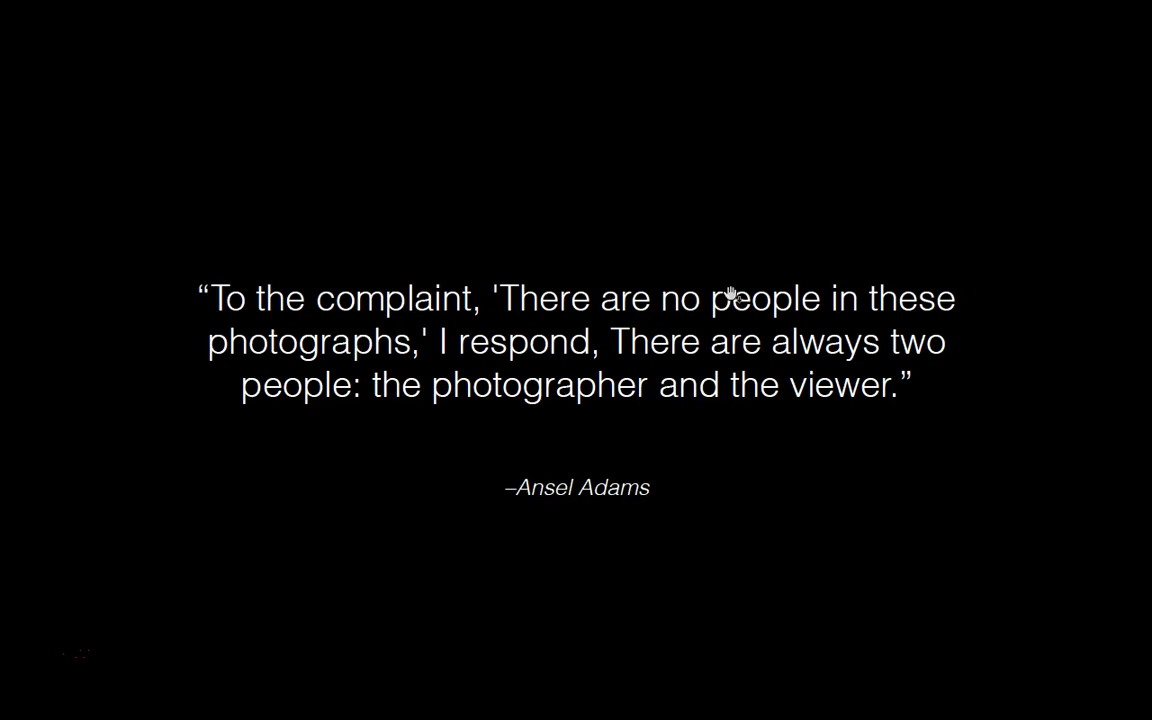 “To the complaint, 'There are no people in these
photographs,' I respond, There are always two
people: the photographer and the viewer.”
–Ansel Adams